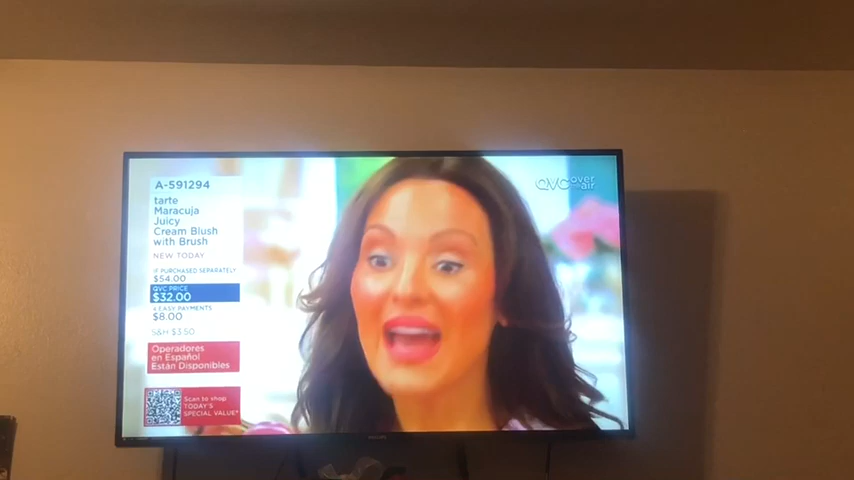 A-591294
tarte
Maracuja
Juicy
Cream Blush
with Brush
NEW TODAY
IF PURCHASED SEPARATELY
$54.00
QVC PRICE
$32.00
4 EASY PAYMENTS
$8.00
S&H $3.50
Operadores
en Español
Están Disponibles
Scan to shop
TODAY'S
SPECIAL VALUE*
QVC over
the air
PHILIPS